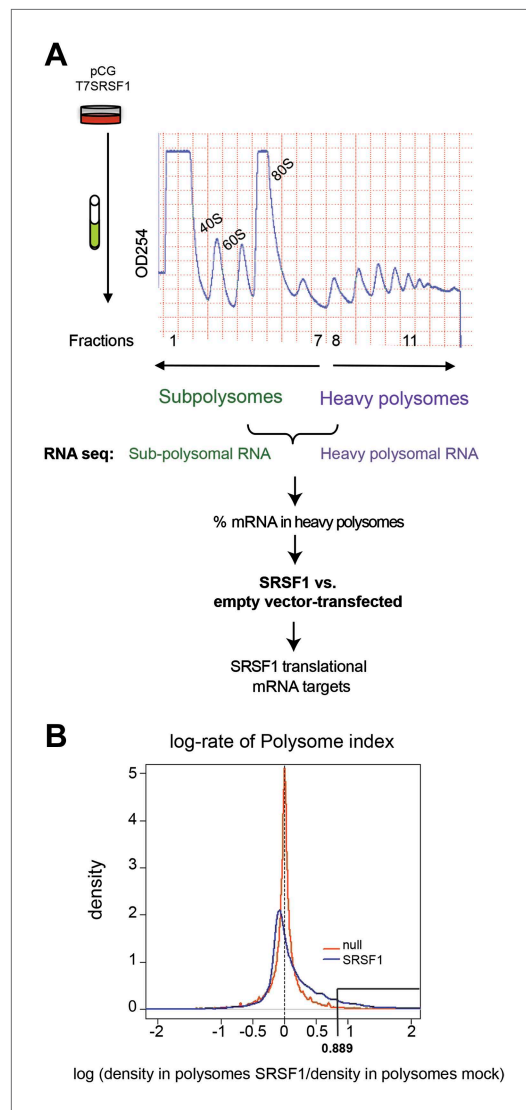 A
pCG
T7SRSF1
OD254
40S
60S
80S
Fractions 1 7 8 11
Subpolysomes Heavy polysomes
RNA seq: Sub-polysomal RNA Heavy polysomal RNA
% mRNA in heavy polysomes
SRSF1 vs.
empty vector-transfected
SRSF1 translational
mRNA targets
B
log-rate of Polysome index
density
5
4
3
2
1
0
null
SRSF1
-2 -1 -0.5 0 0.5 1 2
0.889
log (density in polysomes SRSF1/density in polysomes mock)